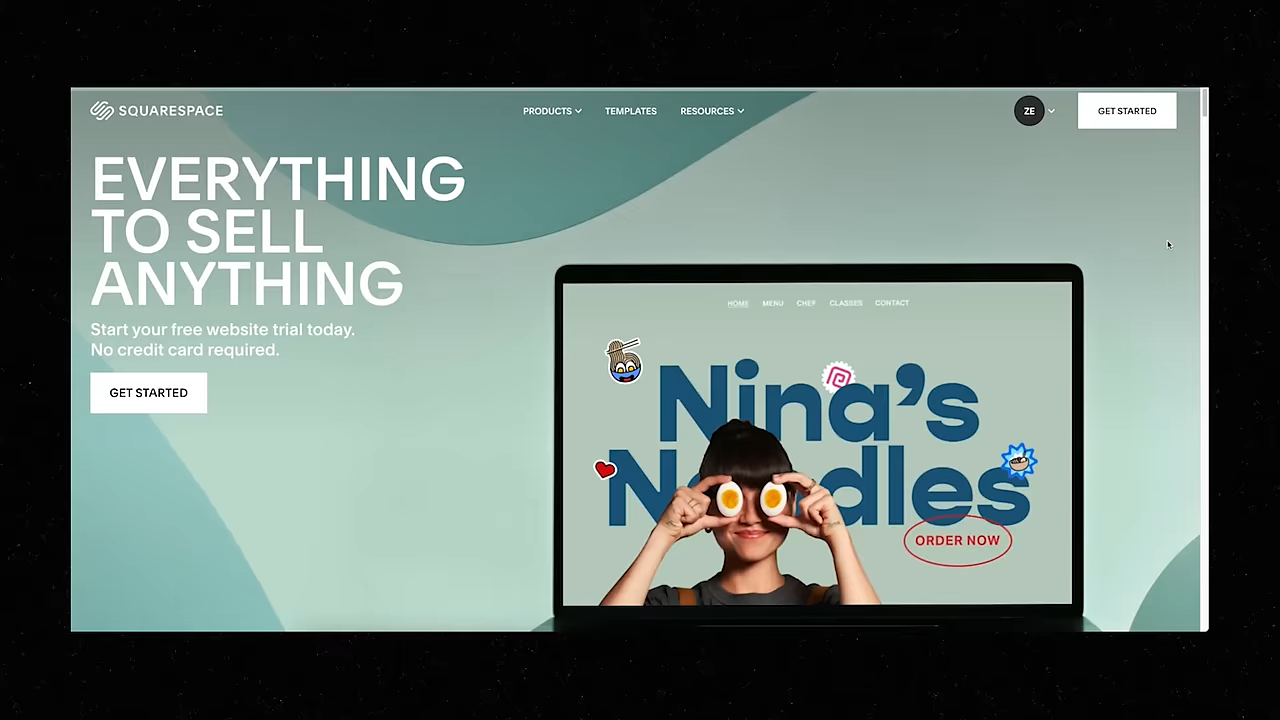 SQUARESPACE
PRODUCTS
TEMPLATES
RESOURCES
ZE
GET STARTED
EVERYTHING
TO SELL
ANYTHING
Start your free website trial today.
No credit card required.
GET STARTED
HOME
MENU
CHEF
CLASSES
CONTACT
Nina's
Noodles
ORDER NOW